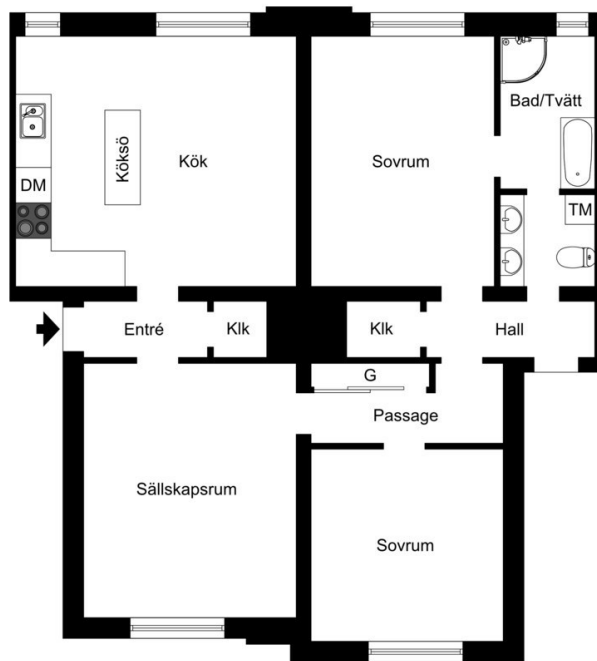 Bad/Tvätt
Köksö
Kök
Sovrum
DM
TM
Entré
Klk
Klk
Hall
G
Passage
Sällskapsrum
Sovrum